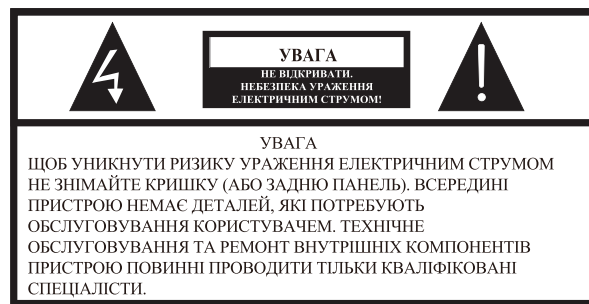 УВАГА
НЕ ВІДКРИВАТИ.
НЕБЕЗПЕКА УРАЖЕННЯ
ЕЛЕКТРИЧНИМ СТРУМОМ!
УВАГА
ЩОБ УНИКНУТИ РИЗИКУ УРАЖЕННЯ ЕЛЕКТРИЧНИМ СТРУМОМ
НЕ ЗНІМАЙТЕ КРИШКУ (АБО ЗАДНЮ ПАНЕЛЬ). ВСЕРЕДИНІ
ПРИСТРОЮ НЕМАЄ ДЕТАЛЕЙ, ЯКІ ПОТРЕБУЮТЬ
ОБСЛУГОВУВАННЯ КОРИСТУВАЧЕМ. ТЕХНІЧНЕ
ОБСЛУГОВУВАННЯ ТА РЕМОНТ ВНУТРІШНІХ КОМПОНЕНТІВ
ПРИСТРОЮ ПОВИННІ ПРОВОДИТИ ТІЛЬКИ КВАЛІФІКОВАНІ
СПЕЦІАЛІСТИ.